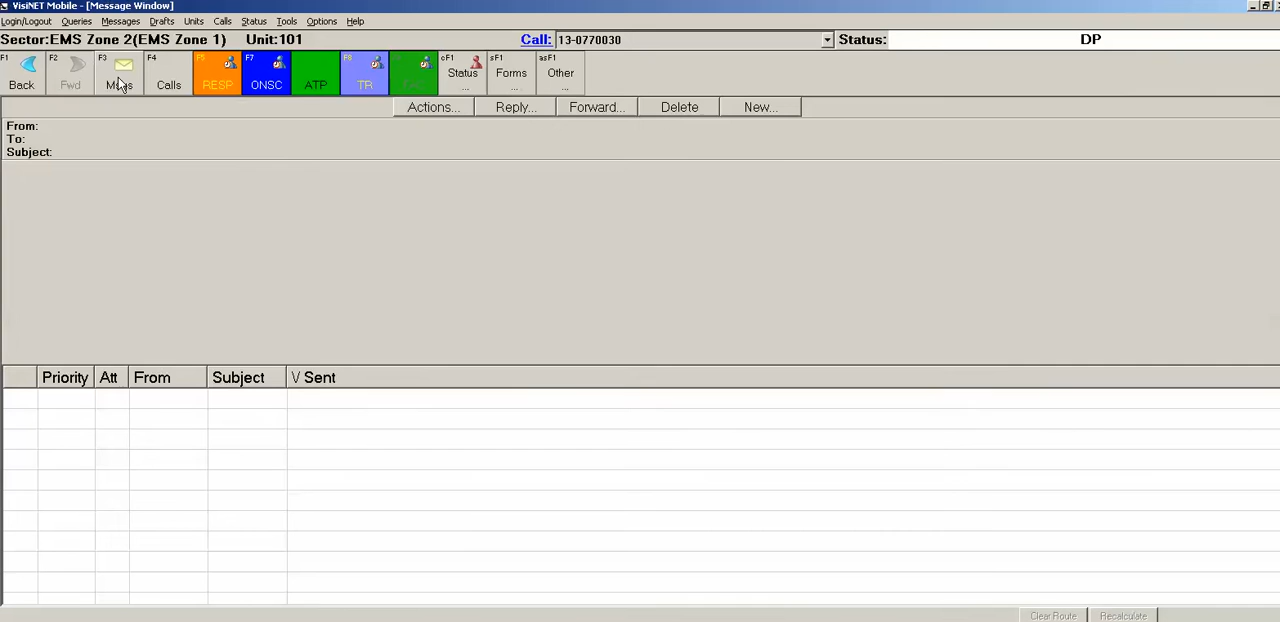 VisiNET Mobile - [Message Window]
Login/Logout Queries Messages Drafts Units Calls Status Tools Options Help
Sector:EMS Zone 2(EMS Zone 1) Unit:101 Call: 13-0770030 Status: DP
F1 Back F2 Fwd F3 F4 Calls F5 RESP F7 ONSC ATP TR cF1 Status ... sF1 Forms ... asF1 Other ...
Actions... Reply... Forward... Delete New...
From:
To:
Subject:
Priority Att From Subject \/ Sent
Clear Route Recalculate